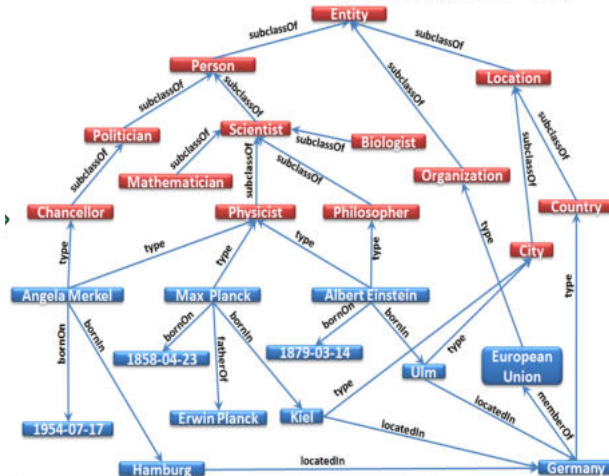 Entity
subclassOf
subclassOf
Person
subclassOf
Location
subclassOf
subclassOf
subclassOf
subclassOf
Politician
Scientist
subclassOf
Biologist
subclassOf
subclassOf
subclassOf
Mathematician
subclassOf
subclassOf
Organization
Chancellor
Physicist
Philosopher
Country
type
type
type
type
type
type
City
type
Angela Merkel
Max Planck
Albert Einstein
bornOn
bornIn
bornOn
bornIn
bornOn
bornIn
type
type
1858-04-23
fatherOf
1879-03-14
Ulm
European
Union
1954-07-17
Erwin Planck
Kiel
locatedIn
locatedIn
memberOf
Hamburg
locatedIn
Germany